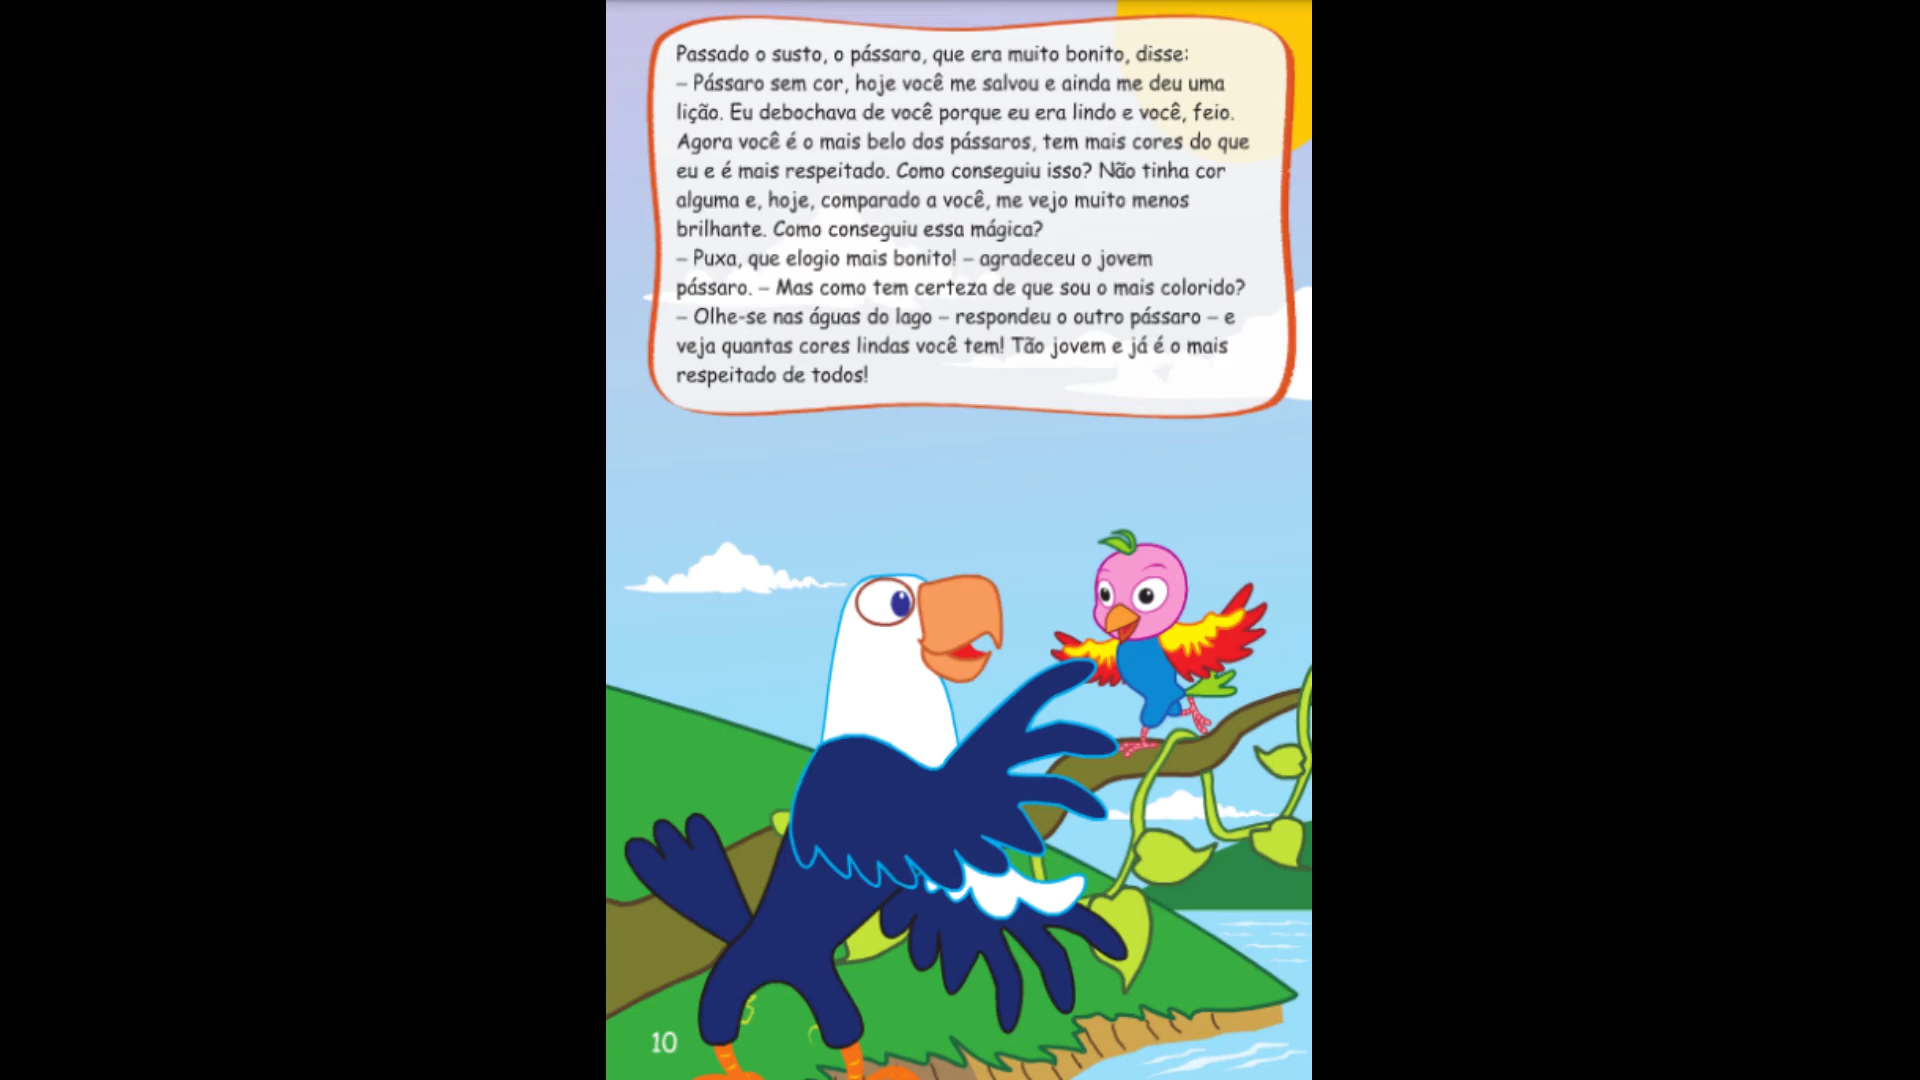 Passado o susto, o pássaro, que era muito bonito, disse:
– Pássaro sem cor, hoje você me salvou e ainda me deu uma
lição. Eu debochava de você porque eu era lindo e você, feio.
Agora você é o mais belo dos pássaros, tem mais cores do que
eu e é mais respeitado. Como conseguiu isso? Não tinha cor
alguma e, hoje, comparado a você, me vejo muito menos
brilhante. Como conseguiu essa mágica?
– Puxa, que elogio mais bonito! – agradeceu o jovem
pássaro. – Mas como tem certeza de que sou o mais colorido?
– Olhe-se nas águas do lago – respondeu o outro pássaro – e
veja quantas cores lindas você tem! Tão jovem e já é o mais
respeitado de todos!
10